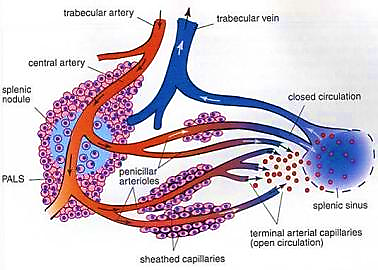 trabecular artery
trabecular vein
central artery
splenic
nodule
closed circulation
PALS
penicillar
arterioles
splenic sinus
terminal arterial capillaries
(open circulation)
sheathed capillaries